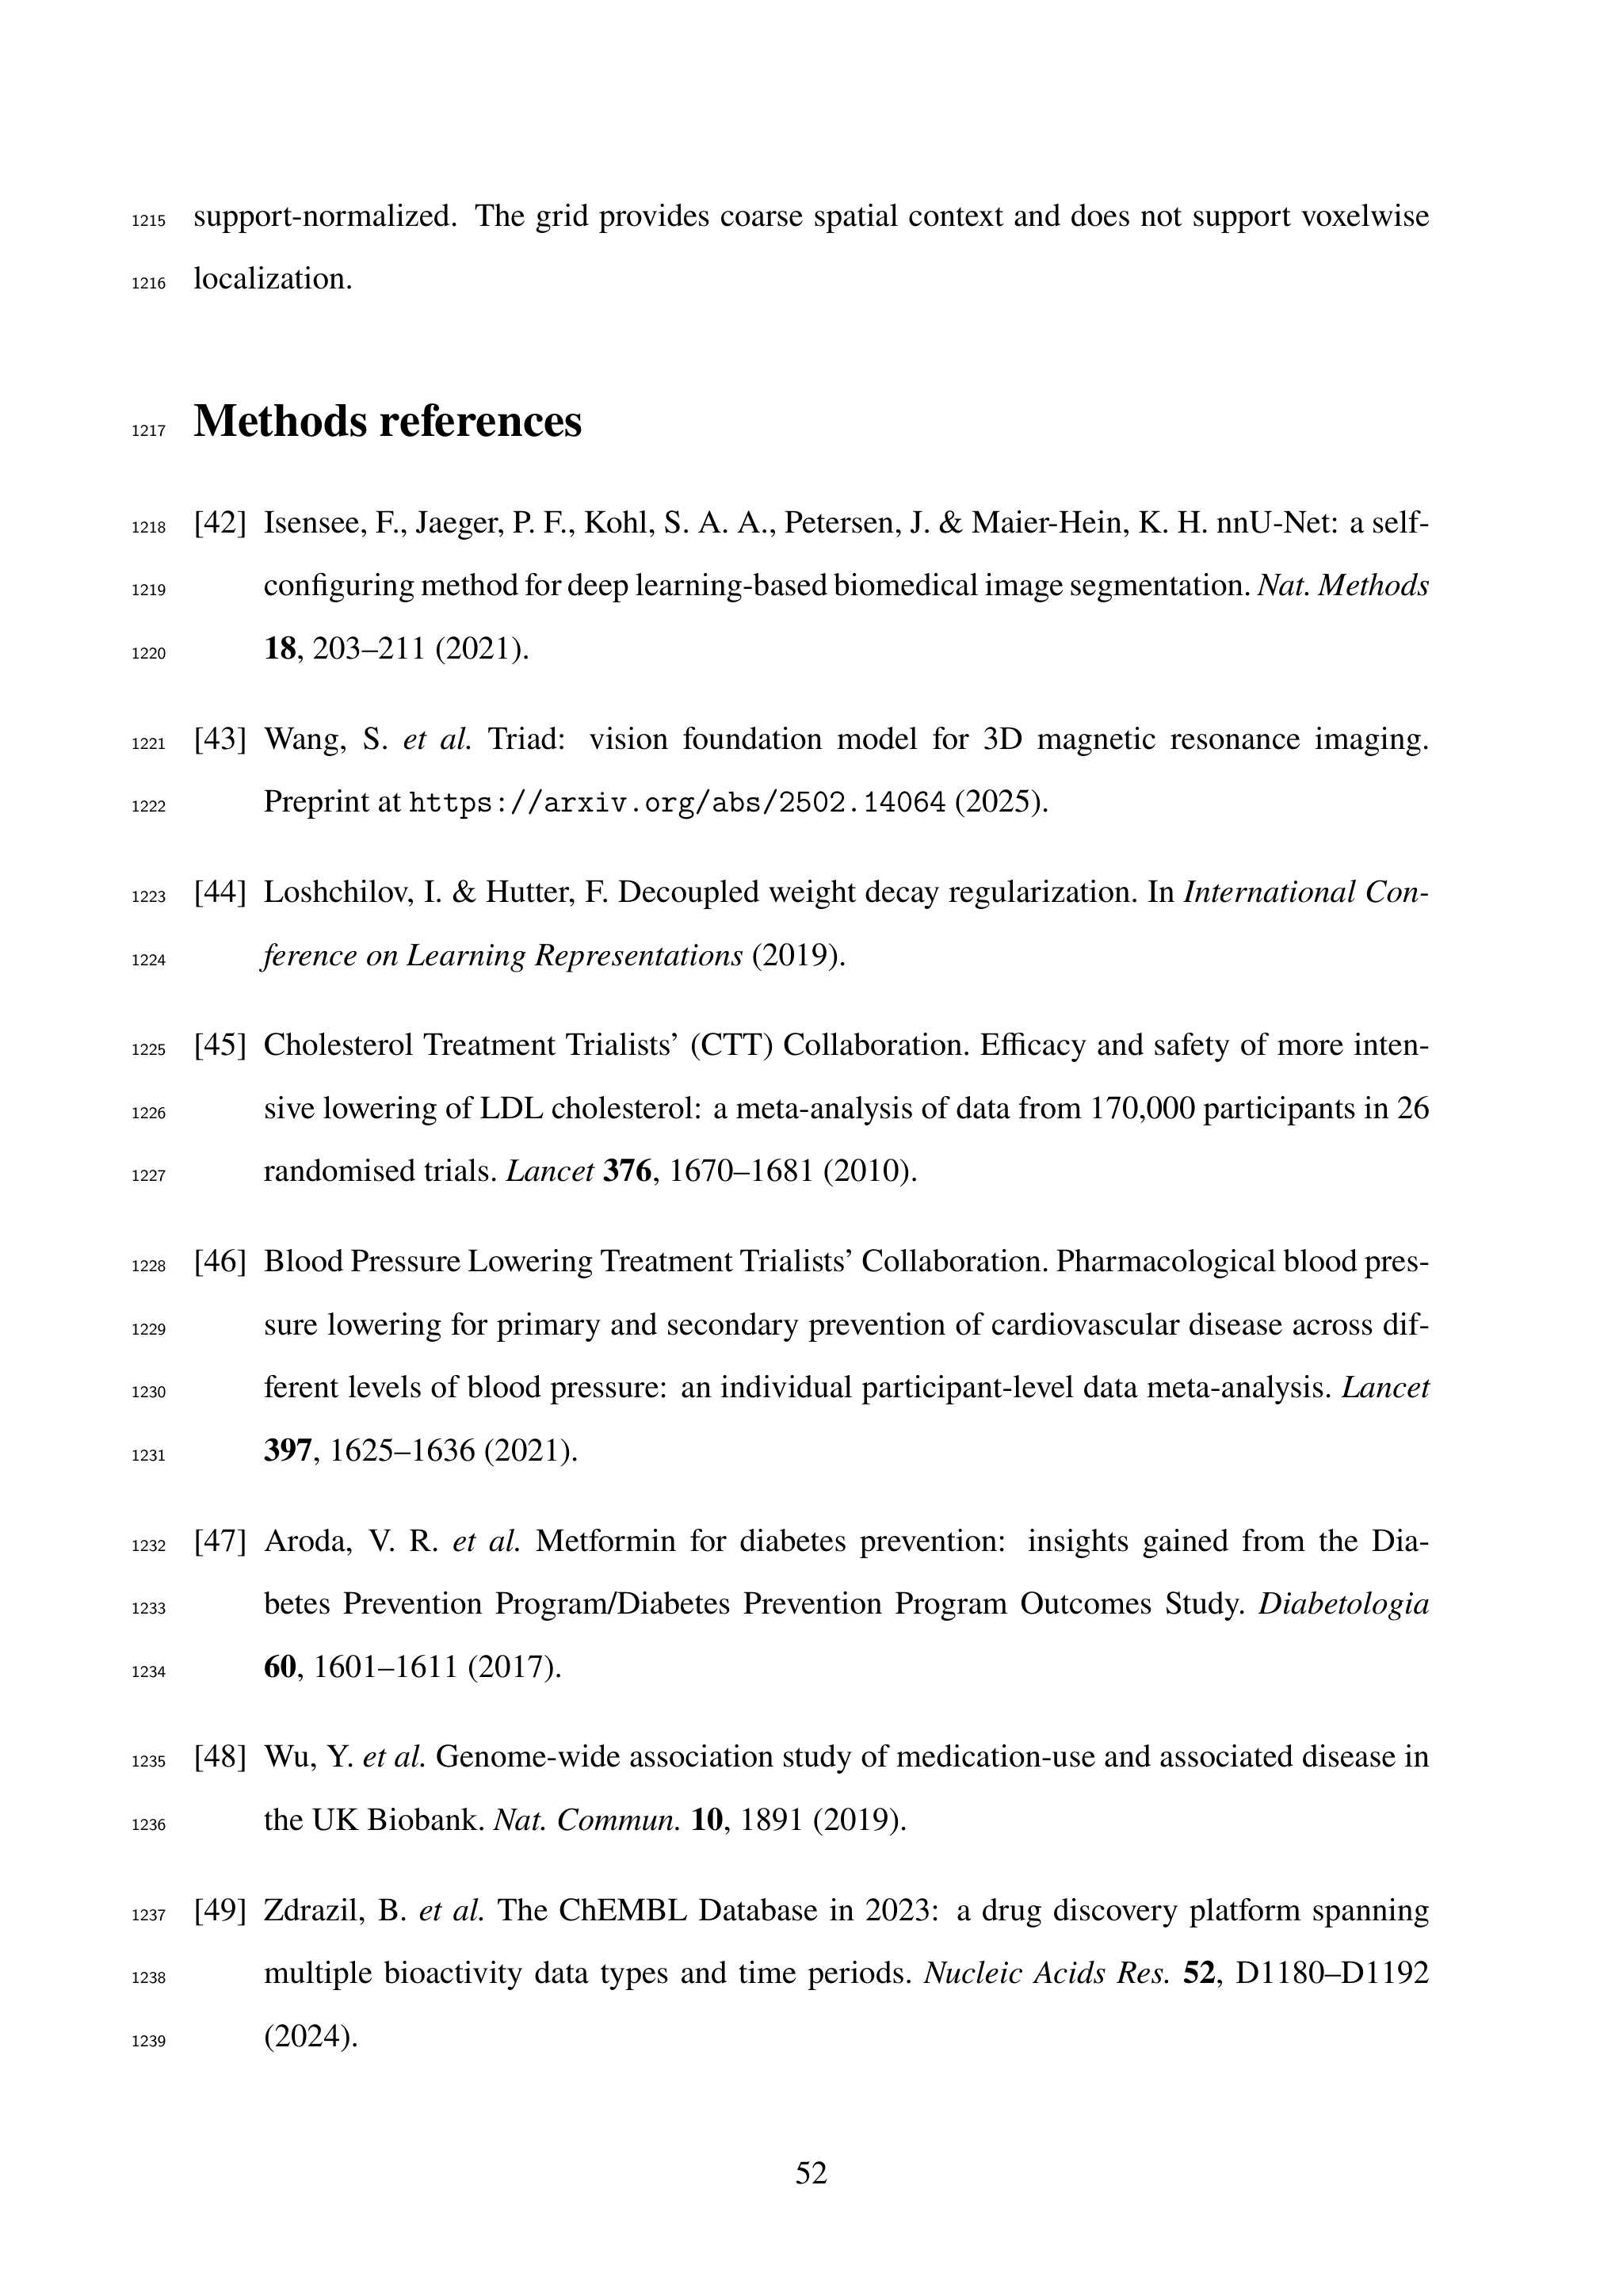 1215 support-normalized. The grid provides coarse spatial context and does not support voxelwise
1216 localization.
1217 Methods references
1218 [42] Isensee, F., Jaeger, P. F., Kohl, S. A. A., Petersen, J. & Maier-Hein, K. H. nnU-Net: a self-
1219 configuring method for deep learning-based biomedical image segmentation. Nat. Methods
1220 18, 203–211 (2021).
1221 [43] Wang, S. et al. Triad: vision foundation model for 3D magnetic resonance imaging.
1222 Preprint at https://arxiv.org/abs/2502.14064 (2025).
1223 [44] Loshchilov, I. & Hutter, F. Decoupled weight decay regularization. In International Con-
1224 ference on Learning Representations (2019).
1225 [45] Cholesterol Treatment Trialists’ (CTT) Collaboration. Efficacy and safety of more inten-
1226 sive lowering of LDL cholesterol: a meta-analysis of data from 170,000 participants in 26
1227 randomised trials. Lancet 376, 1670–1681 (2010).
1228 [46] Blood Pressure Lowering Treatment Trialists’ Collaboration. Pharmacological blood pres-
1229 sure lowering for primary and secondary prevention of cardiovascular disease across dif-
1230 ferent levels of blood pressure: an individual participant-level data meta-analysis. Lancet
1231 397, 1625–1636 (2021).
1232 [47] Aroda, V. R. et al. Metformin for diabetes prevention: insights gained from the Dia-
1233 betes Prevention Program/Diabetes Prevention Program Outcomes Study. Diabetologia
1234 60, 1601–1611 (2017).
1235 [48] Wu, Y. et al. Genome-wide association study of medication-use and associated disease in
1236 the UK Biobank. Nat. Commun. 10, 1891 (2019).
1237 [49] Zdrazil, B. et al. The ChEMBL Database in 2023: a drug discovery platform spanning
1238 multiple bioactivity data types and time periods. Nucleic Acids Res. 52, D1180–D1192
1239 (2024).
52